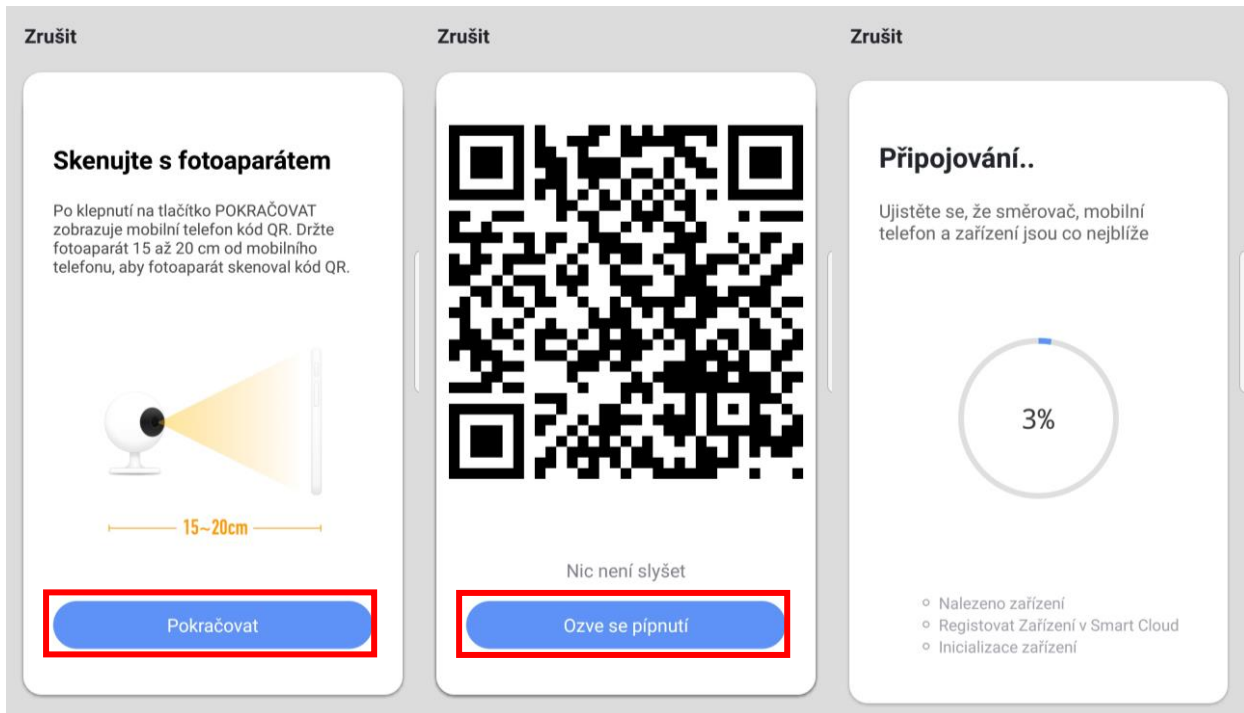 Zrušit
Skenujte s fotoaparátem
Po klepnutí na tlačítko POKRAČOVAT
zobrazuje mobilní telefon kód QR. Držte
fotoaparát 15 až 20 cm od mobilního
telefonu, aby fotoaparát skenoval kód QR.
15~20cm
Pokračovat
Zrušit
Nic není slyšet
Ozve se pípnutí
Zrušit
Připojování..
Ujistěte se, že směrovač, mobilní
telefon a zařízení jsou co nejblíže
3%
Nalezeno zařízení
Registovat Zařízení v Smart Cloud
Inicializace zařízení